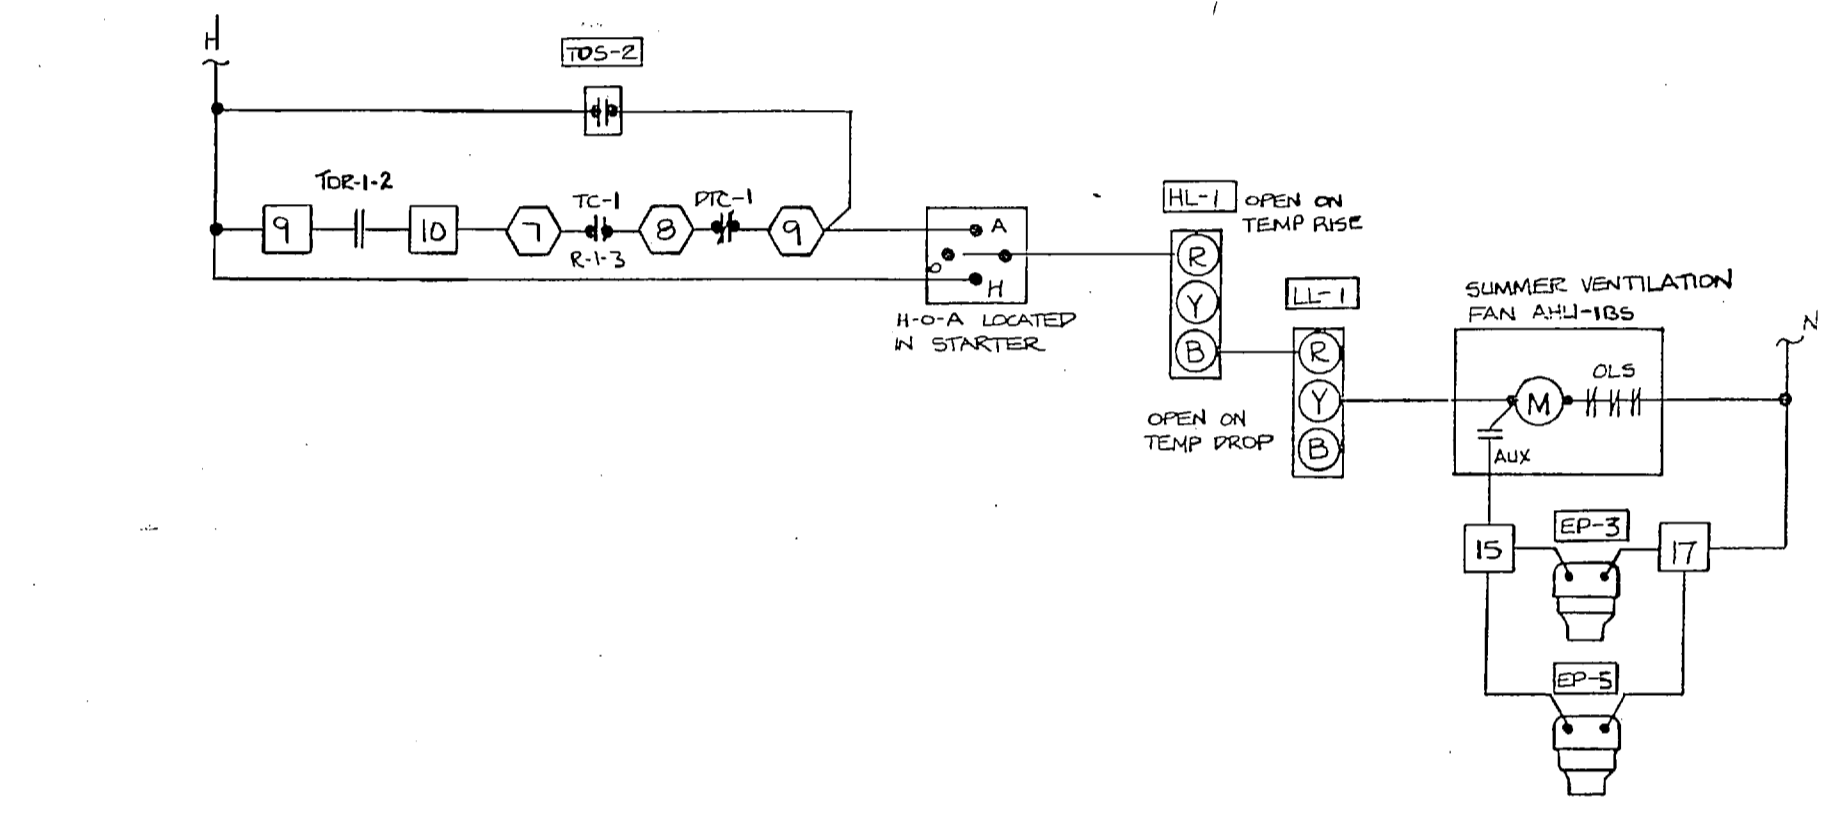 H
TOS-2
TDR-1-2
TC-1
DTC-1
9
10
7
8
9
R-1-3
A
O
H
H-O-A LOCATED
IN STARTER
HL-1
OPEN ON
TEMP RISE
R
Y
B
LL-1
R
Y
B
OPEN ON
TEMP DROP
SUMMER VENTILATION
FAN AHU-1BS
N
OLS
M
AUX
15
EP-3
17
EP-5